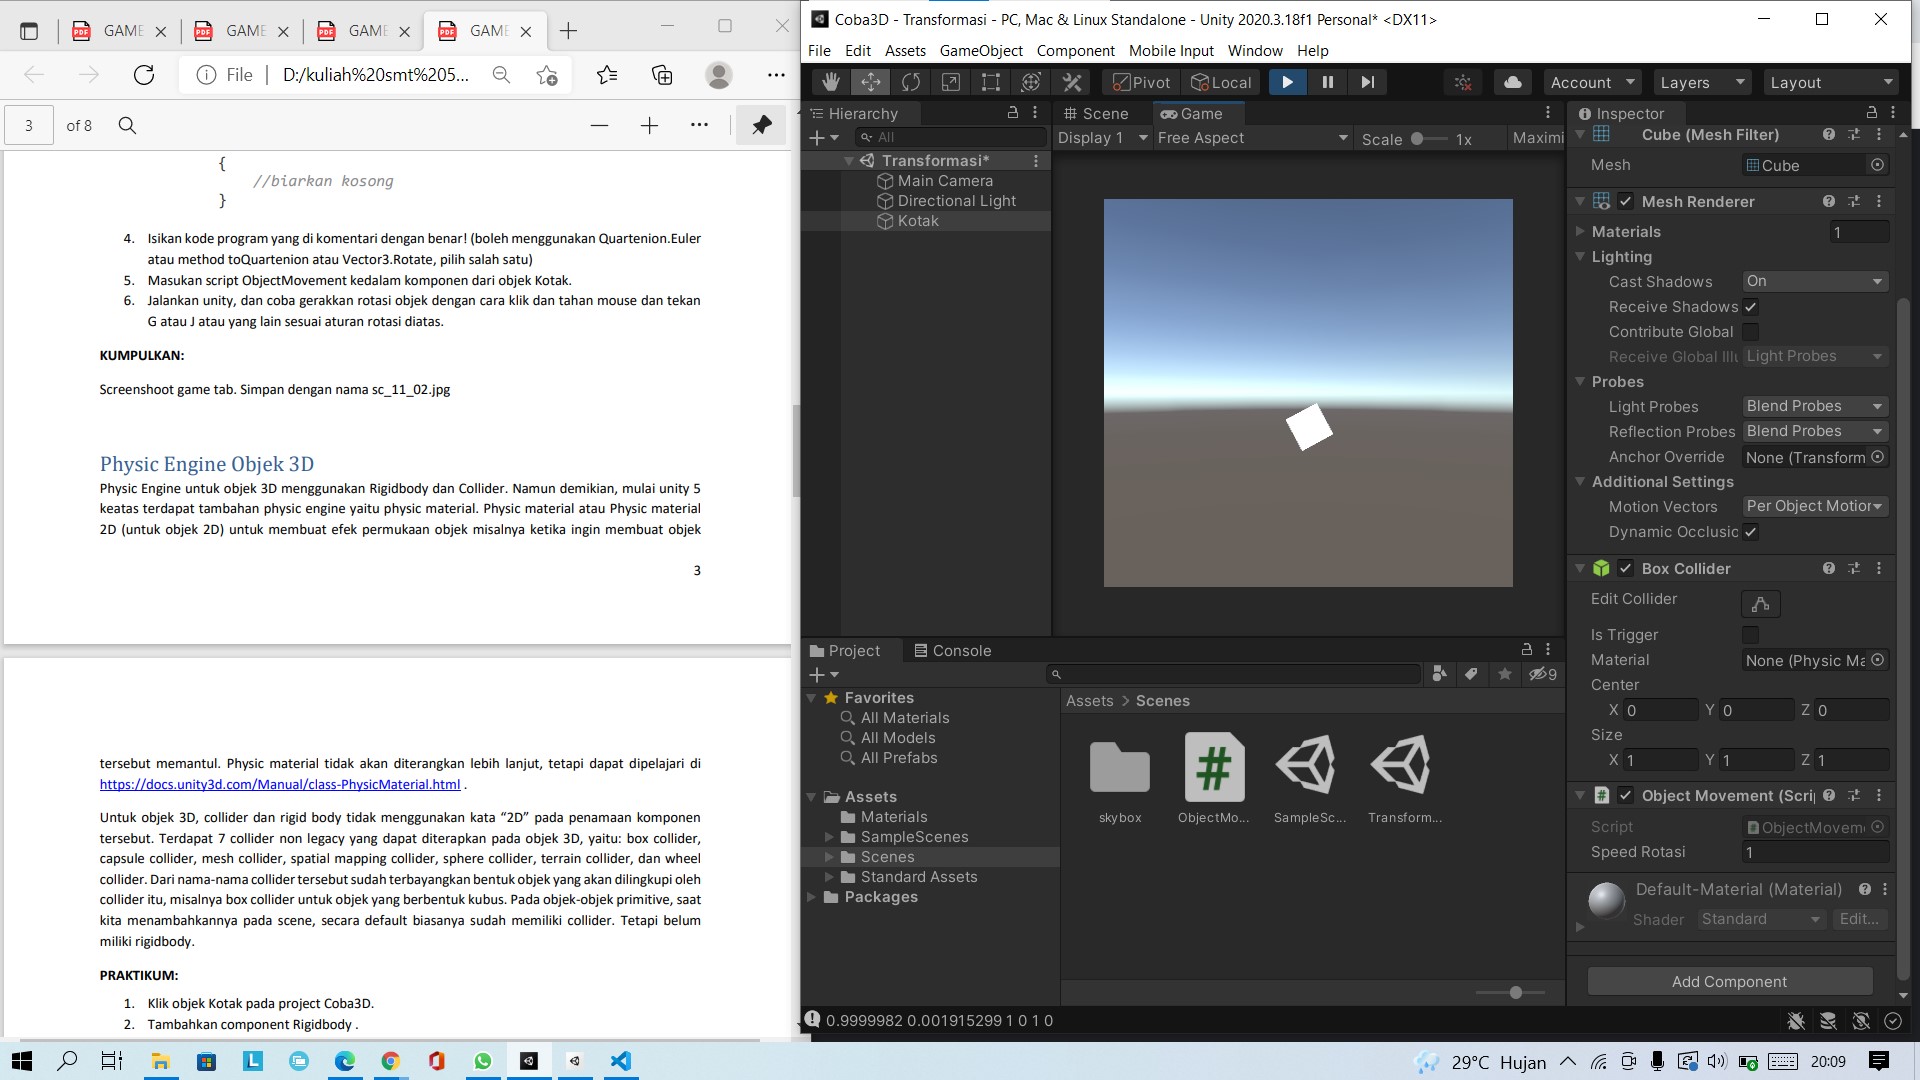 GAME
GAME
GAME
GAME
File
D:/kuliah%20smt%205...
3
of 8
{
//biarkan kosong
}
4. Isikan kode program yang di komentari dengan benar! (boleh menggunakan Quartenion.Euler
atau method toQuartenion atau Vector3.Rotate, pilih salah satu)
5. Masukan script ObjectMovement kedalam komponen dari objek Kotak.
6. Jalankan unity, dan coba gerakkan rotasi objek dengan cara klik dan tahan mouse dan tekan
G atau J atau yang lain sesuai aturan rotasi diatas.
KUMPULKAN:
Screenshoot game tab. Simpan dengan nama sc_11_02.jpg
Physic Engine Objek 3D
Physic Engine untuk objek 3D menggunakan Rigidbody dan Collider. Namun demikian, mulai unity 5
keatas terdapat tambahan physic engine yaitu physic material. Physic material atau Physic material
2D (untuk objek 2D) untuk membuat efek permukaan objek misalnya ketika ingin membuat objek
3
tersebut memantul. Physic material tidak akan diterangkan lebih lanjut, tetapi dapat dipelajari di
https://docs.unity3d.com/Manual/class-PhysicMaterial.html .
Untuk objek 3D, collider dan rigid body tidak menggunakan kata “2D” pada penamaan komponen
tersebut. Terdapat 7 collider non legacy yang dapat diterapkan pada objek 3D, yaitu: box collider,
capsule collider, mesh collider, spatial mapping collider, sphere collider, terrain collider, dan wheel
collider. Dari nama-nama collider tersebut sudah terbayangkan bentuk objek yang akan dilingkupi oleh
collider itu, misalnya box collider untuk objek yang berbentuk kubus. Pada objek-objek primitive, saat
kita menambahkannya pada scene, secara default biasanya sudah memiliki collider. Tetapi belum
miliki rigidbody.
PRAKTIKUM:
1. Klik objek Kotak pada project Coba3D.
2. Tambahkan component Rigidbody .
Coba3D - Transformasi - PC, Mac & Linux Standalone - Unity 2020.3.18f1 Personal* <DX11>
File Edit Assets GameObject Component Mobile Input Window Help
Pivot Local Account Layers Layout
Hierarchy
All
Transformasi*
Main Camera
Directional Light
Kotak
Scene Game
Display 1 Free Aspect Scale 1x Maximi
Project Console
9
Favorites
All Materials
All Models
All Prefabs
Assets
Materials
SampleScenes
Scenes
Standard Assets
Packages
Assets > Scenes
skybox ObjectMo... SampleSc... Transform...
Inspector
Cube (Mesh Filter)
Mesh Cube
Mesh Renderer
Materials 1
Lighting
Cast Shadows On
Receive Shadows
Contribute Global
Receive Global Illu Light Probes
Probes
Light Probes Blend Probes
Reflection Probes Blend Probes
Anchor Override None (Transform
Additional Settings
Motion Vectors Per Object Motion
Dynamic Occlusic
Box Collider
Edit Collider
Is Trigger
Material None (Physic Ma
Center
X 0 Y 0 Z 0
Size
X 1 Y 1 Z 1
# Object Movement (Scri
Script ObjectMovem
Speed Rotasi 1
Default-Material (Material)
Shader Standard Edit...
Add Component
0.9999982 0.001915299 1 0 1 0
29°C Hujan
20:09